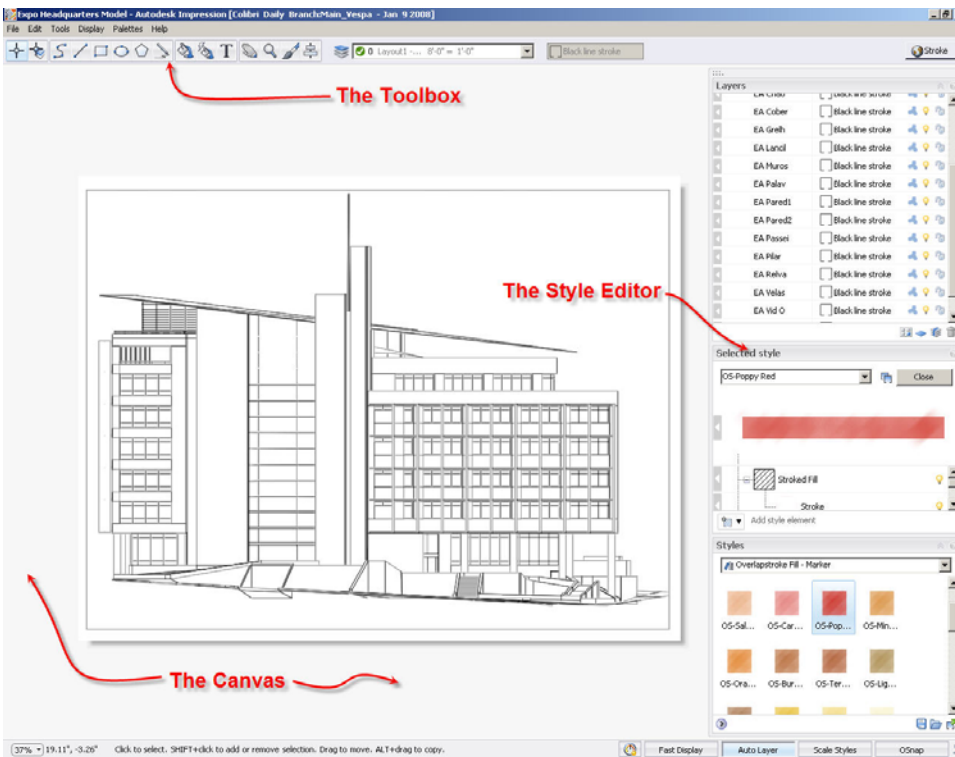 Expo Headquarters Model - Autodesk Impression [Colibri Daily Branch:Main_Vespa - Jan 9 2008]
File Edit Tools Display Palettes Help
T
0 Layout1 -... 8'-0" = 1'-0"
Black line stroke
Stroke
The Toolbox
Layers
Black line stroke
EA Cober Black line stroke
EA Grelh Black line stroke
EA Lancil Black line stroke
EA Muros Black line stroke
EA Palav Black line stroke
EA Pared1 Black line stroke
EA Pared2 Black line stroke
EA Passei Black line stroke
EA Pilar Black line stroke
EA Relva Black line stroke
EA Velas Black line stroke
EA Vid O Black line stroke
The Style Editor
Selected style
OS-Poppy Red Close
Stroked Fill
Stroke
Add style element
Styles
Overlapstroke Fill - Marker
OS-Sal... OS-Car... OS-Pop... OS-Min...
OS-Ora... OS-Bur... OS-Ter... OS-Lig...
The Canvas
37% 19.11", -3.26" Click to select. SHIFT+click to add or remove selection. Drag to move. ALT+drag to copy.
Fast Display Auto Layer Scale Styles OSnap